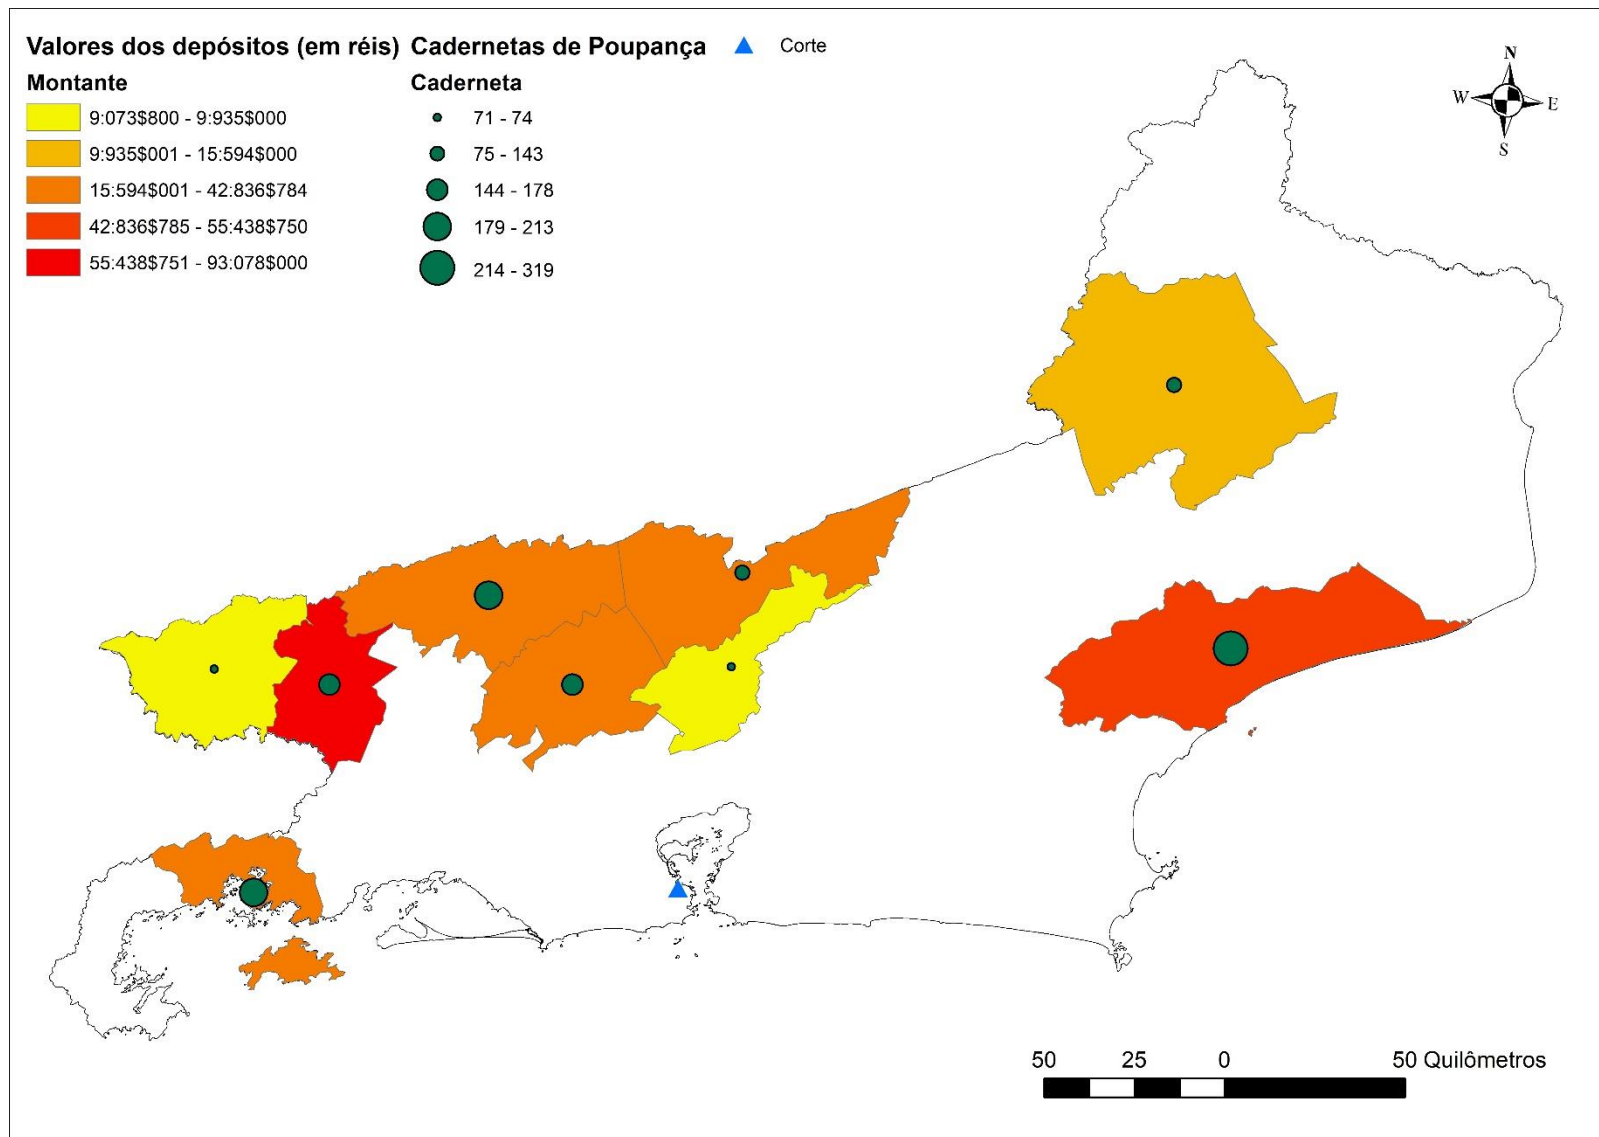 Valores dos depósitos (em réis)
Montante
9:073$800 - 9:935$000
9:935$001 - 15:594$000
15:594$001 - 42:836$784
42:836$785 - 55:438$750
55:438$751 - 93:078$000
Cadernetas de Poupança
Caderneta
71 - 74
75 - 143
144 - 178
179 - 213
214 - 319
Corte
N
W E
S
50 25 0 50 Quilômetros